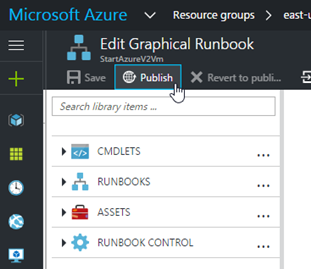 Microsoft Azure Resource groups > east-u
Edit Graphical Runbook
StartAzureV2Vm
Save Publish Revert to publi...
Search library items ...
CMDLETS ...
RUNBOOKS ...
ASSETS ...
RUNBOOK CONTROL ...